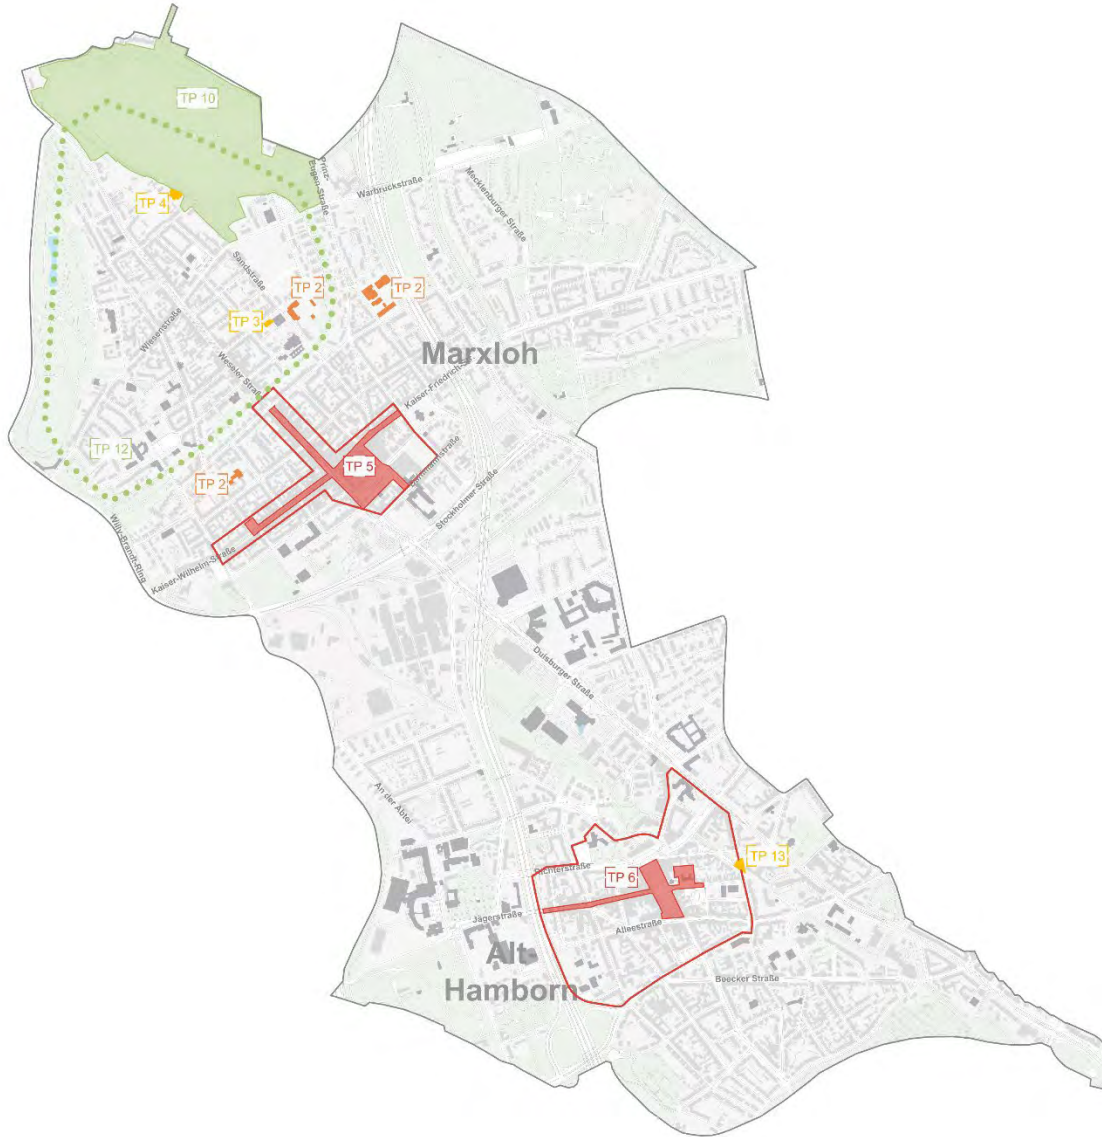 TP 10
Prinz-
Eugen-Straße
Warbruckstraße
Mecklenburger Straße
TP 4
Sandstraße
TP 2
TP 2
TP 3
Wiesenstraße
Weseler Straße
Marxloh
Kaiser-Friedrich-
TP 12
TP 5
TP 2
Stockholmer Straße
Willy-Brandt-Ring
Kaiser-Wilhelm-Straße
Duisburger Straße
An der Abtei
TP 13
Richterstraße
TP 6
Jägerstraße
Alleestraße
Alt-
Hamborn
Beecker Straße